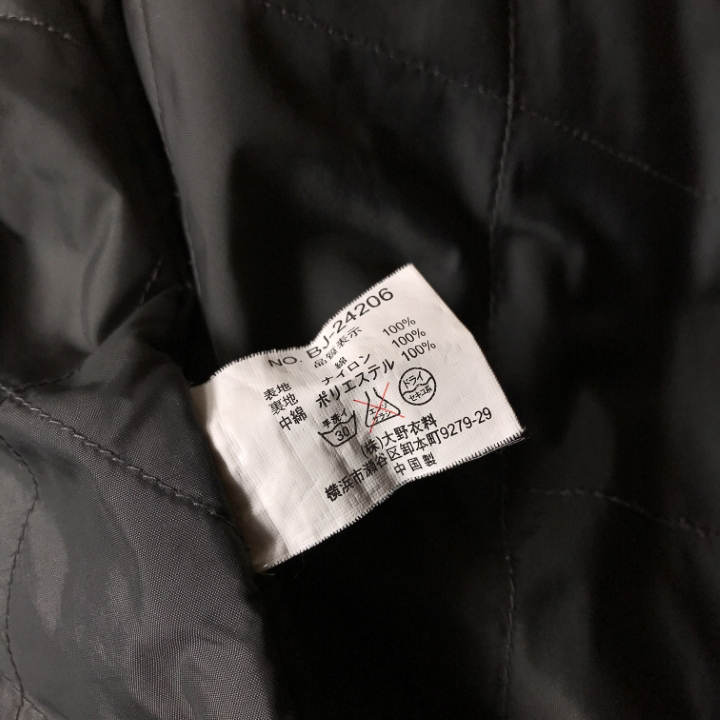 NO. BJ-24206
品質表示
表地 綿 100%
裏地 ナイロン 100%
中綿 ポリエステル 100%
手洗イ 30 エンソサラシ ドライ セキユ系
(株)大野衣料
横浜市瀬谷区卸本町9279-29
中国製